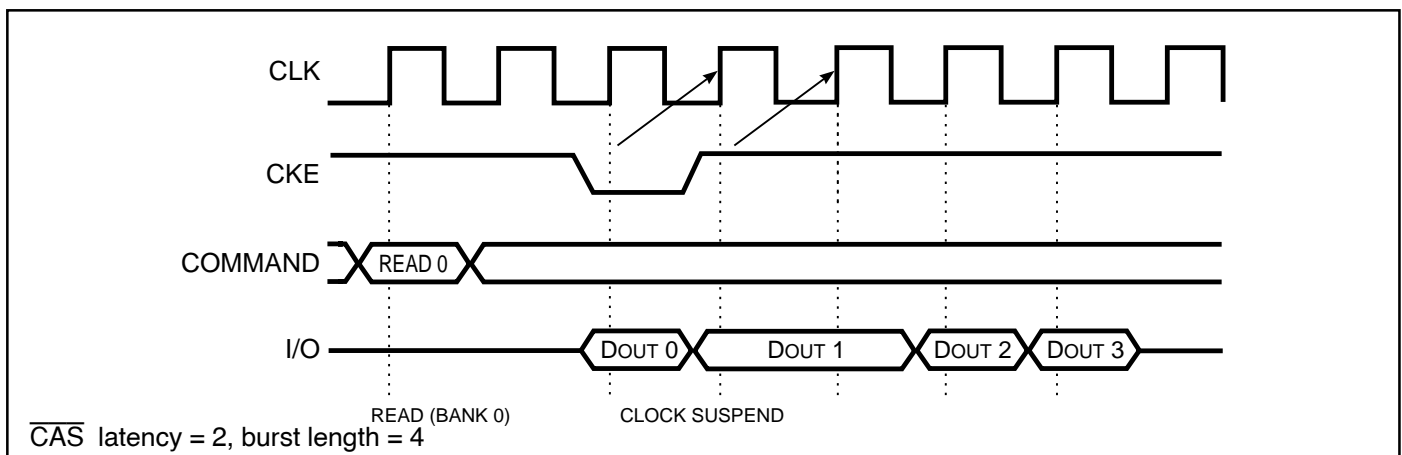 CLK
CKE
COMMAND
READ 0
I/O
DOUT 0
DOUT 1
DOUT 2
DOUT 3
READ (BANK 0)
CLOCK SUSPEND
CAS latency = 2, burst length = 4